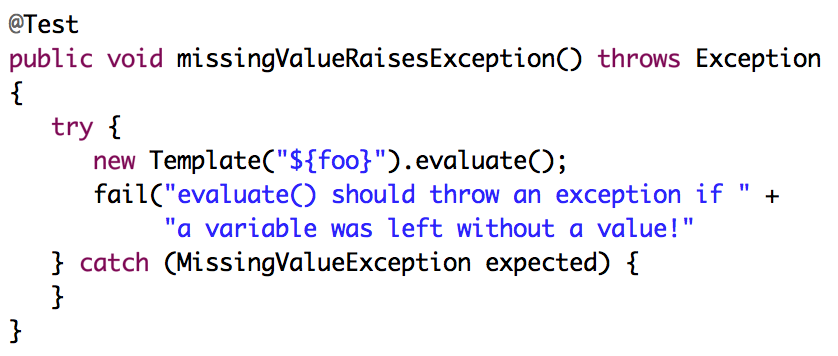 @Test
public void missingValueRaisesException() throws Exception
{
try {
new Template("${foo}").evaluate();
fail("evaluate() should throw an exception if " +
"a variable was left without a value!"
} catch (MissingValueException expected) {
}
}